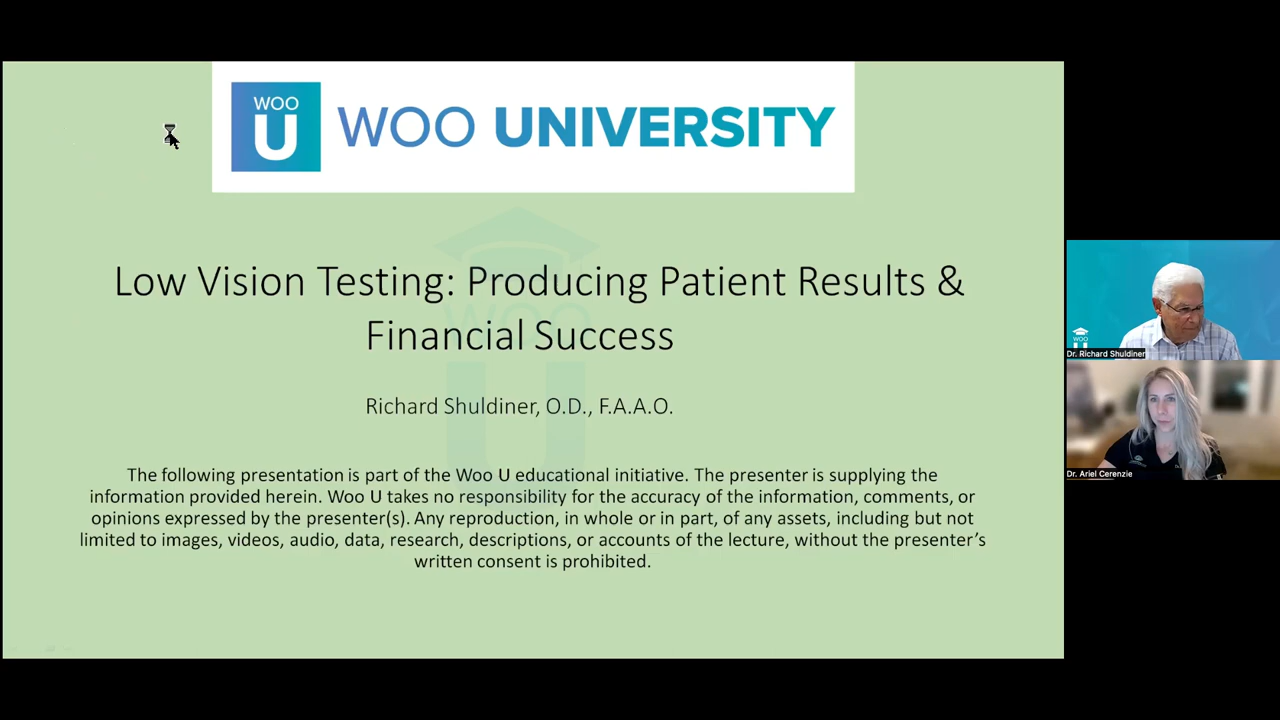 WOO
U
WOO UNIVERSITY
Low Vision Testing: Producing Patient Results &
Financial Success
Richard Shuldiner, O.D., F.A.A.O.
The following presentation is part of the Woo U educational initiative. The presenter is supplying the
information provided herein. Woo U takes no responsibility for the accuracy of the information, comments, or
opinions expressed by the presenter(s). Any reproduction, in whole or in part, of any assets, including but not
limited to images, videos, audio, data, research, descriptions, or accounts of the lecture, without the presenter's
written consent is prohibited.
WOO
U
Dr. Richard Shuldiner
Dr. Ariel Cerenzie